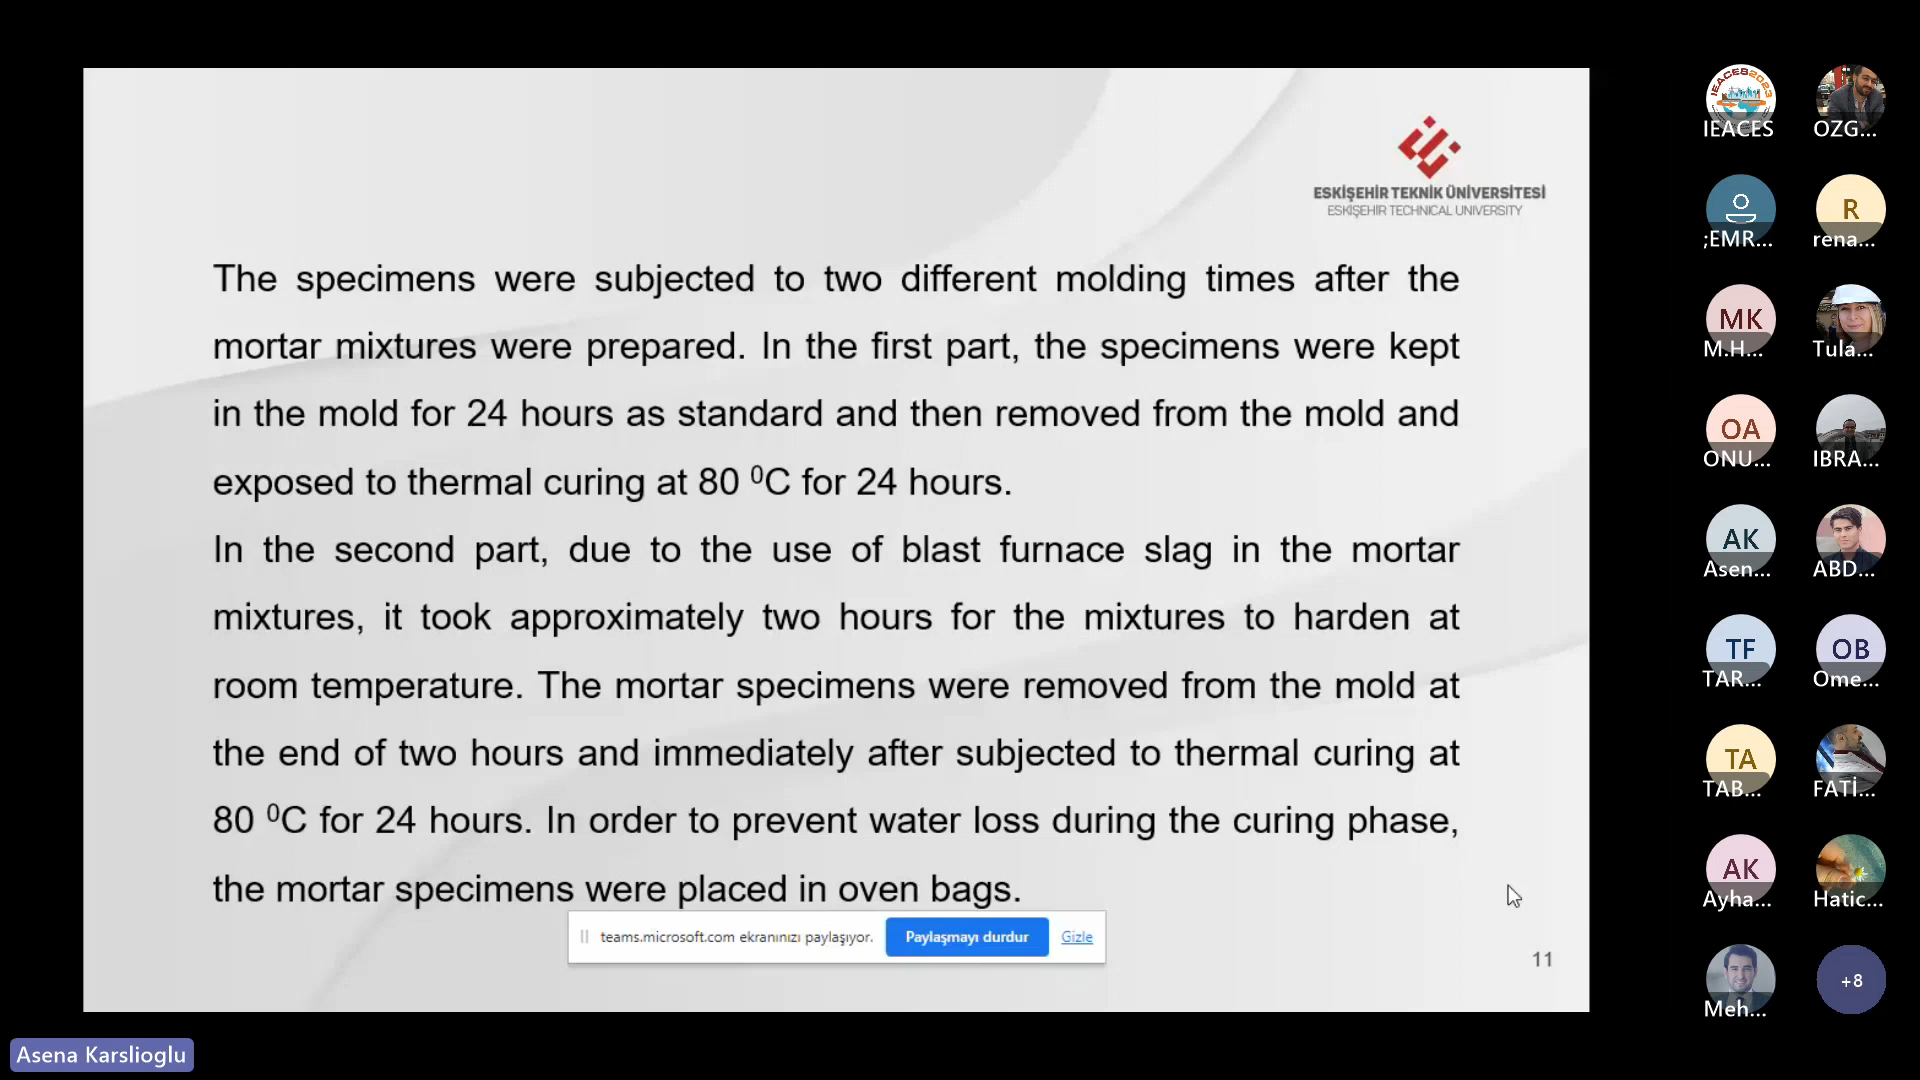 ESKİŞEHİR TEKNİK ÜNİVERSİTESİ
ESKİŞEHİR TECHNICAL UNIVERSITY
The specimens were subjected to two different molding times after the
mortar mixtures were prepared. In the first part, the specimens were kept
in the mold for 24 hours as standard and then removed from the mold and
exposed to thermal curing at 80 ⁰C for 24 hours.
In the second part, due to the use of blast furnace slag in the mortar
mixtures, it took approximately two hours for the mixtures to harden at
room temperature. The mortar specimens were removed from the mold at
the end of two hours and immediately after subjected to thermal curing at
80 ⁰C for 24 hours. In order to prevent water loss during the curing phase,
the mortar specimens were placed in oven bags.
teams.microsoft.com ekranınızı paylaşıyor.
Paylaşmayı durdur
Gizle
11
Asena Karslioglu
IEACES2023
IEACES
OZG...
;EMR...
R
rena...
MK
M.H...
Tula...
OA
ONU...
IBRA...
AK
Asen...
ABD...
TF
TAR...
OB
Ome...
TA
TAB...
FATİ...
AK
Ayha...
Hatic...
Meh...
+8